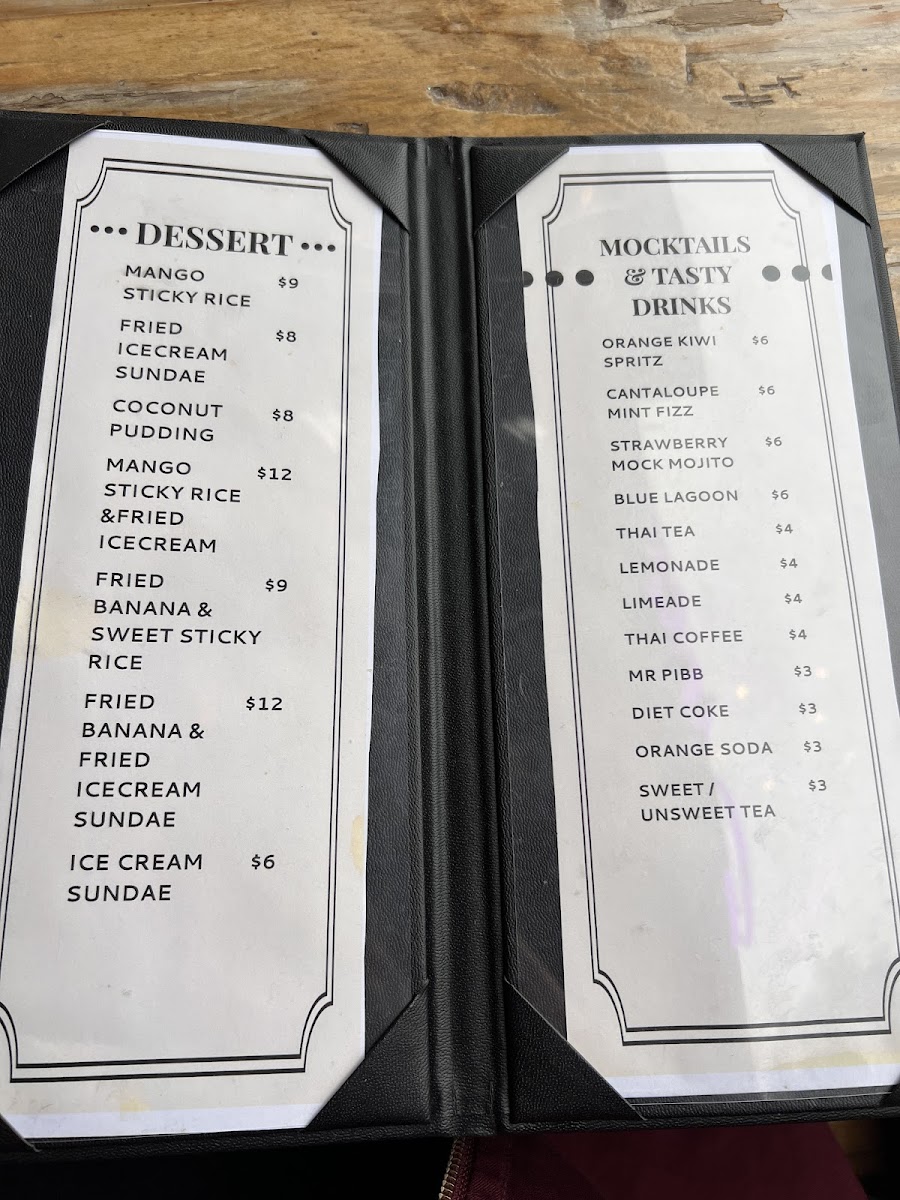 DESSERT
MANGO $9
STICKY RICE
FRIED $8
ICECREAM
SUNDAE
COCONUT $8
PUDDING
MANGO $12
STICKY RICE
&FRIED
ICECREAM
FRIED $9
BANANA &
SWEET STICKY
RICE
FRIED $12
BANANA &
FRIED
ICECREAM
SUNDAE
ICE CREAM $6
SUNDAE
MOCKTAILS
& TASTY
DRINKS
ORANGE KIWI $6
SPRITZ
CANTALOUPE $6
MINT FIZZ
STRAWBERRY $6
MOCK MOJITO
BLUE LAGOON $6
THAI TEA $4
LEMONADE $4
LIMEADE $4
THAI COFFEE $4
MR PIBB $3
DIET COKE $3
ORANGE SODA $3
SWEET / $3
UNSWEET TEA